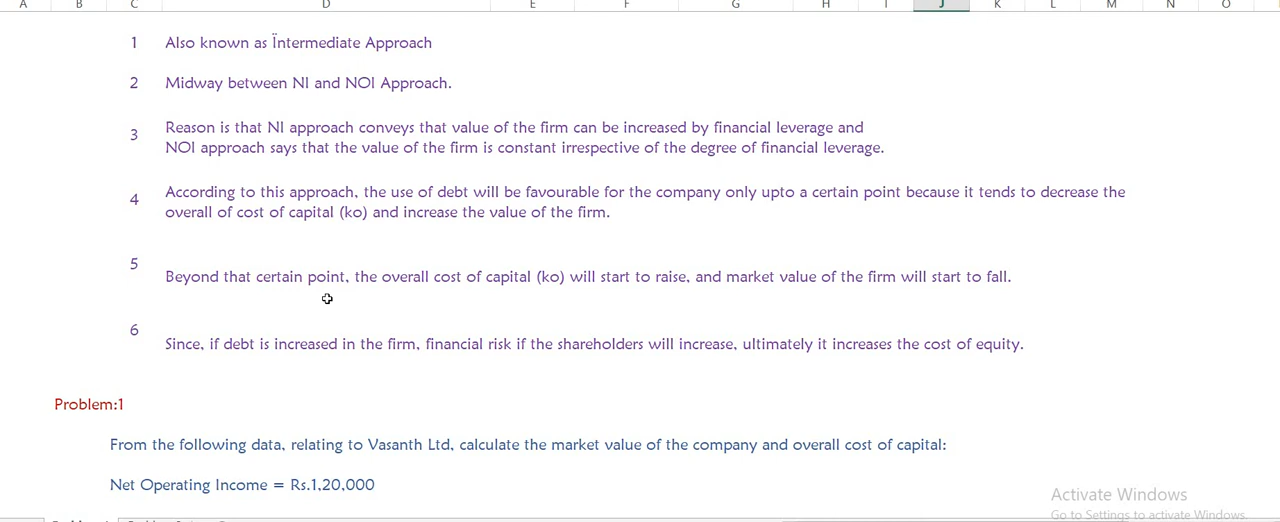 A B C D E F G H I J K L M N O
1 Also known as Ïntermediate Approach
2 Midway between NI and NOI Approach.
3 Reason is that NI approach conveys that value of the firm can be increased by financial leverage and
NOI approach says that the value of the firm is constant irrespective of the degree of financial leverage.
4 According to this approach, the use of debt will be favourable for the company only upto a certain point because it tends to decrease the
overall of cost of capital (ko) and increase the value of the firm.
5 Beyond that certain point, the overall cost of capital (ko) will start to raise, and market value of the firm will start to fall.
6 Since, if debt is increased in the firm, financial risk if the shareholders will increase, ultimately it increases the cost of equity.
Problem:1
From the following data, relating to Vasanth Ltd, calculate the market value of the company and overall cost of capital:
Net Operating Income = Rs.1,20,000
Activate Windows
Go to Settings to activate Windows.